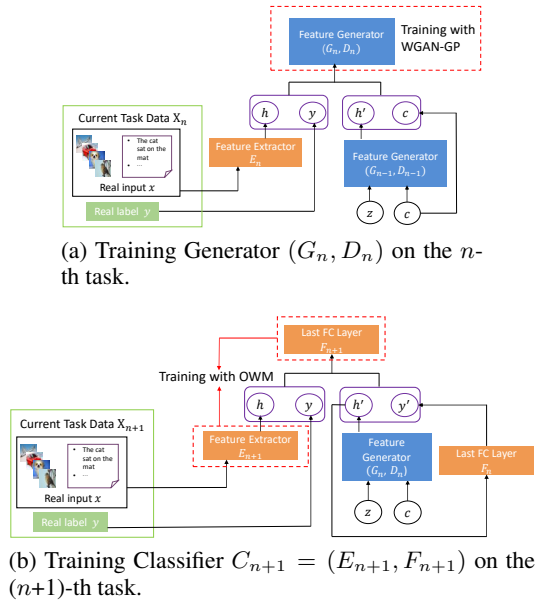 Feature Generator
(G_n, D_n)
Training with
WGAN-GP
h
y
h'
c
Current Task Data X_n
• The cat
sat on the
mat
• ...
Real input x
Feature Extractor
E_n
Feature Generator
(G_{n-1}, D_{n-1})
Real label y
z
c
(a) Training Generator (G_n, D_n) on the n-
th task.
Last FC Layer
F_{n+1}
Training with OWM
h
y
h'
y'
Current Task Data X_{n+1}
• The cat
sat on the
mat
• ...
Real input x
Feature Extractor
E_{n+1}
Feature
Generator
(G_n, D_n)
Last FC Layer
F_n
Real label y
z
c
(b) Training Classifier C_{n+1} = (E_{n+1}, F_{n+1}) on the
(n+1)-th task.